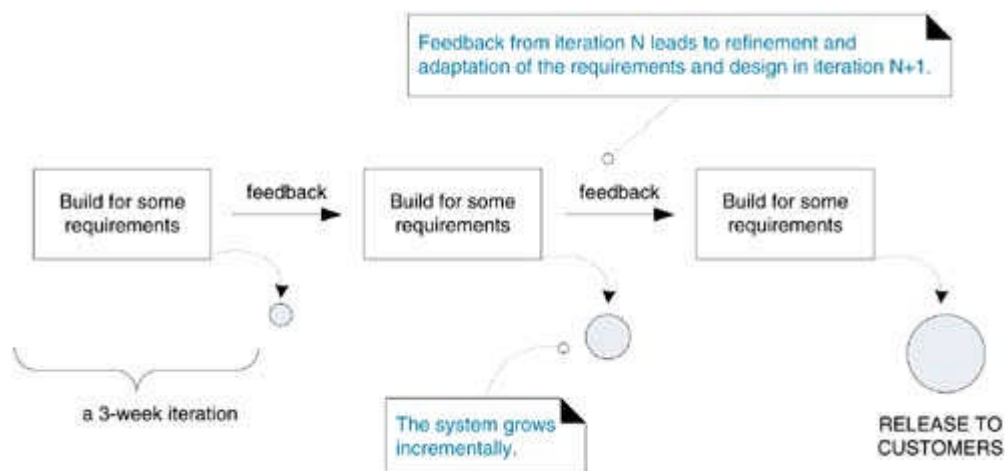 Feedback from iteration N leads to refinement and
adaptation of the requirements and design in iteration N+1.
Build for some
requirements
feedback
Build for some
requirements
feedback
Build for some
requirements
a 3-week iteration
The system grows
incrementally.
RELEASE TO
CUSTOMERS